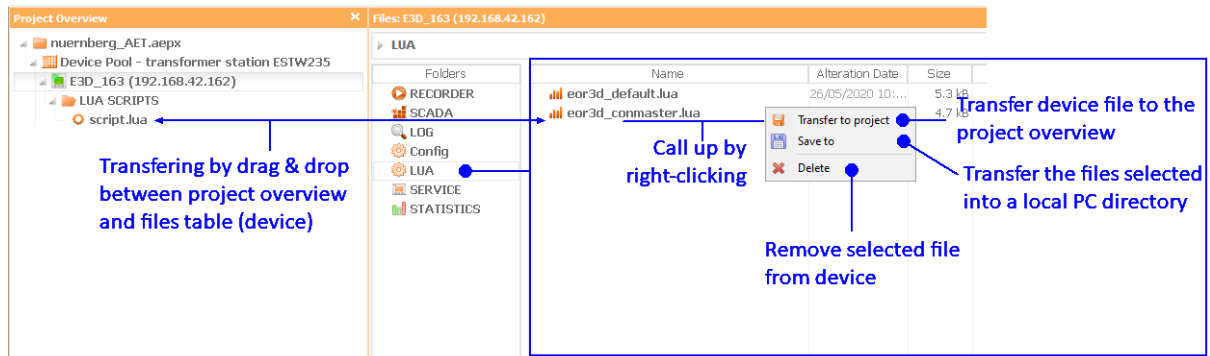 Project Overview ×
nuernberg_AET.aepx
Device Pool - transformer station ESTW235
E3D_163 (192.168.42.162)
LUA SCRIPTS
script.lua
Transfering by drag & drop
between project overview
and files table (device)
Files: E3D_163 (192.168.42.162)
LUA
Folders
RECORDER
SCADA
LOG
Config
LUA
SERVICE
STATISTICS
Name Alteration Date Size
eor3d_default.lua 26/05/2020 10:... 5.3 kB
eor3d_conmaster.lua 4.7 kB
Call up by
right-clicking
Transfer to project
Save to
Delete
Transfer device file to the
project overview
Transfer the files selected
into a local PC directory
Remove selected file
from device